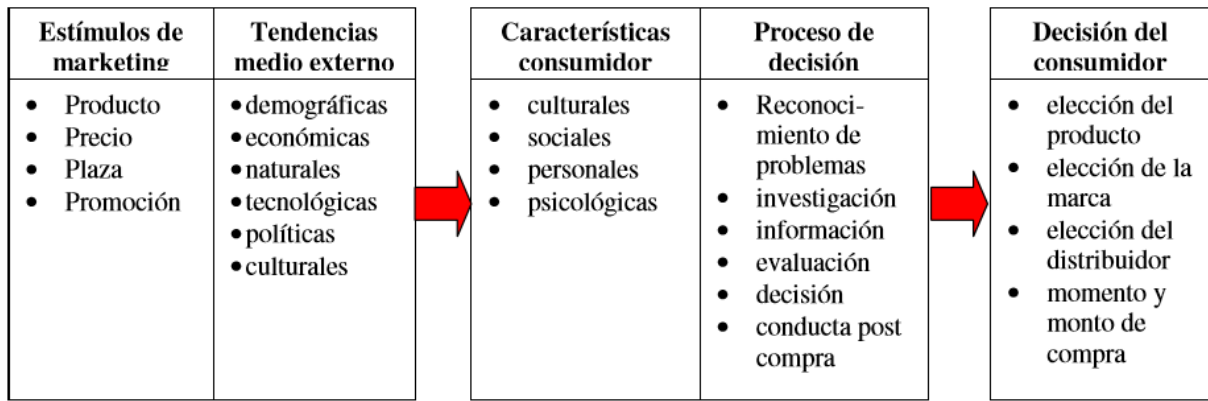 Estímulos de
marketing
• Producto
• Precio
• Plaza
• Promoción
Tendencias
medio externo
• demográficas
• económicas
• naturales
• tecnológicas
• políticas
• culturales
Características
consumidor
• culturales
• sociales
• personales
• psicológicas
Proceso de
decisión
• Reconoci-
miento de
problemas
• investigación
• información
• evaluación
• decisión
• conducta post
compra
Decisión del
consumidor
• elección del
producto
• elección de la
marca
• elección del
distribuidor
• momento y
monto de
compra